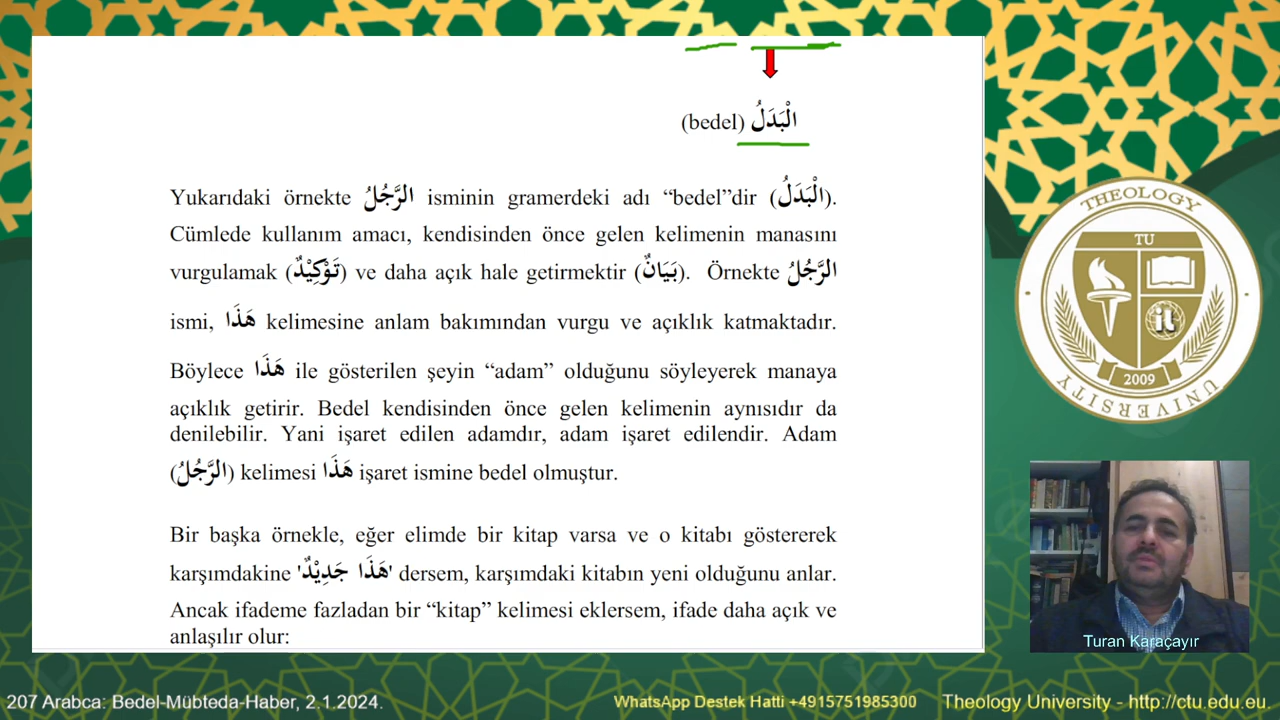 (bedel) الْبَدَلُ
Yukarıdaki örnekte الرَّجُلُ isminin gramerdeki adı “bedel”dir (الْبَدَلُ).
Cümlede kullanım amacı, kendisinden önce gelen kelimenin manasını
vurgulamak (تَوْكِيْدٌ) ve daha açık hale getirmektir (بَيَانٌ). Örnekte الرَّجُلُ
ismi, هَذَا kelimesine anlam bakımından vurgu ve açıklık katmaktadır.
Böylece هَذَا ile gösterilen şeyin “adam” olduğunu söyleyerek manaya
açıklık getirir. Bedel kendisinden önce gelen kelimenin aynısıdır da
denilebilir. Yani işaret edilen adamdır, adam işaret edilendir. Adam
(الرَّجُلُ) kelimesi هَذَا işaret ismine bedel olmuştur.
Bir başka örnekle, eğer elimde bir kitap varsa ve o kitabı göstererek
karşımdakine 'هَذَا جَدِيْدٌ' dersem, karşımdaki kitabın yeni olduğunu anlar.
Ancak ifademe fazladan bir “kitap” kelimesi eklersem, ifade daha açık ve
anlaşılır olur:
THEOLOGY
TU
it
2009
UNIVERSITY
Turan Karaçayır
207 Arabca: Bedel-Mübteda-Haber, 2.1.2024.
WhatsApp Destek Hatti +4915751985300
Theology University - http://ctu.edu.eu.